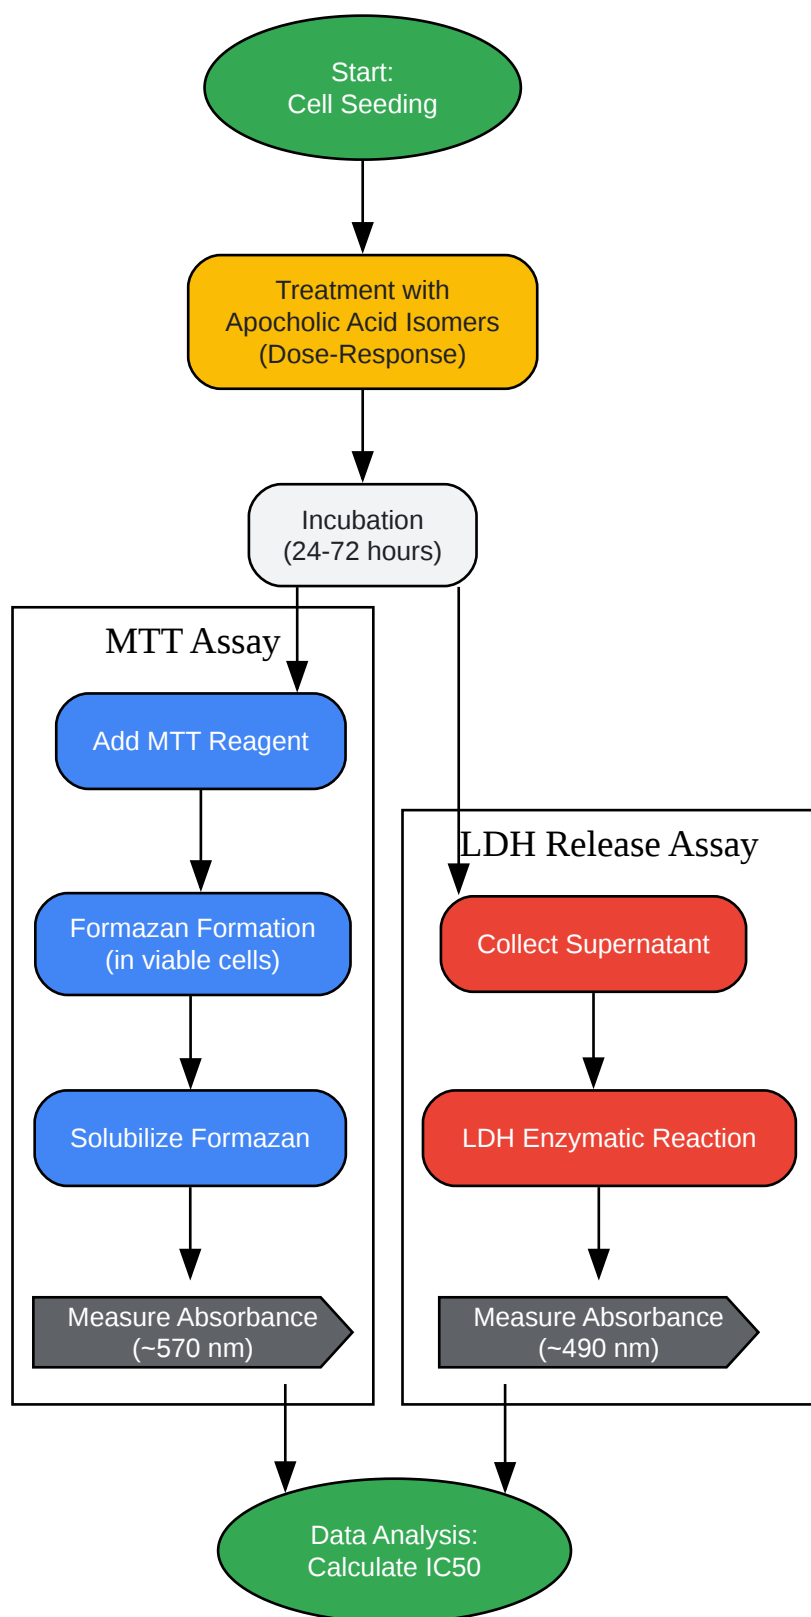 Start:
Cell Seeding
Treatment with
Apocholic Acid Isomers
(Dose-Response)
Incubation
(24-72 hours)
MTT Assay
Add MTT Reagent
Formazan Formation
(in viable cells)
Solubilize Formazan
Measure Absorbance
(~570 nm)
LDH Release Assay
Collect Supernatant
LDH Enzymatic Reaction
Measure Absorbance
(~490 nm)
Data Analysis:
Calculate IC50